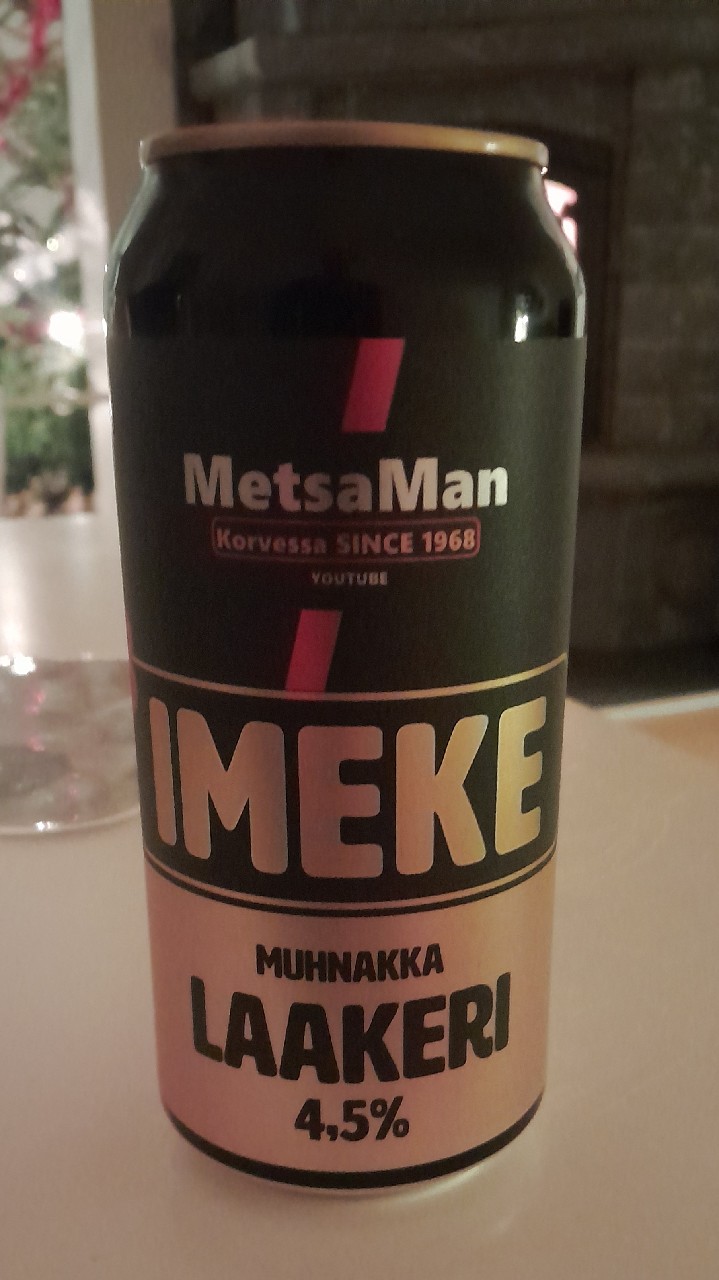 MetsaMan
Korvessa SINCE 1968
YOUTUBE
IMEKE
MUHNAKKA
LAAKERI
4,5%